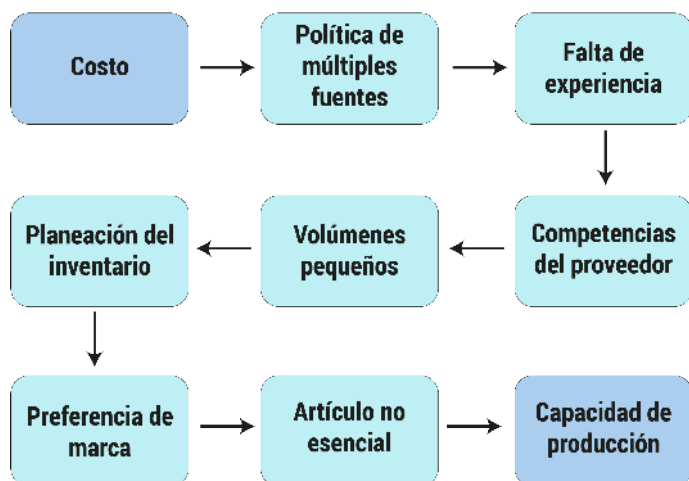 Costo
Política de
múltiples
fuentes
Falta de
experiencia
Competencias
del proveedor
Volúmenes
pequeños
Planeación del
inventario
Preferencia de
marca
Artículo no
esencial
Capacidad de
producción